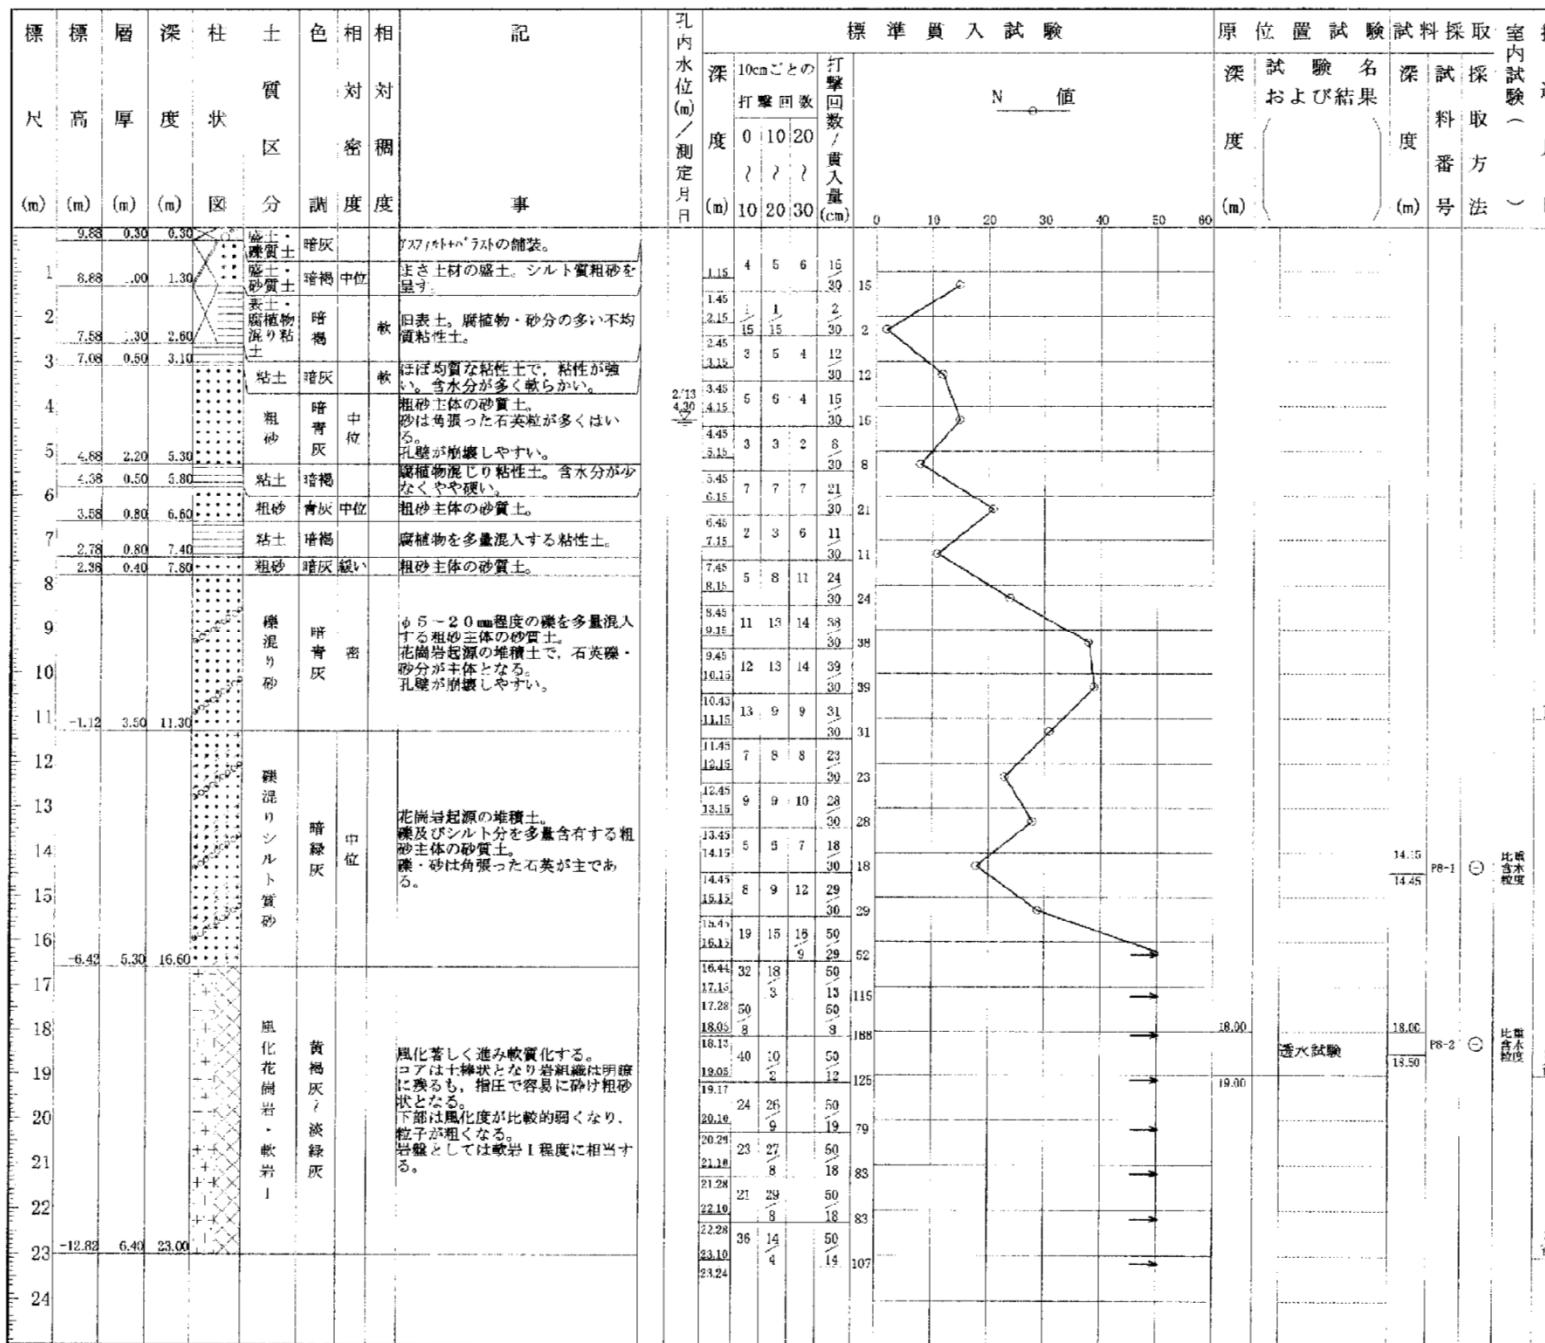 標尺(m) 標高(m) 層厚(m) 深度(m) 柱状図 土質区分 色調 相対密度 相対稠度 記事 孔内水位(m)/測定月日
標準貫入試験
深度(m) 10cmごとの打撃回数 打撃回数/貫入量(cm) N 値
0〜10 10〜20 20〜30
0 10 20 30 40 50 60
原位置試験 深度(m) 試験名および結果
試料採取 深度(m) 試料番号 採取方法 室内試験( )
9.88 0.30 0.30 盛土・礫質土 暗灰
の舗装。
8.88 .00 1.30 盛土・砂質土 暗褐 中位
まさ土材の盛土。シルト質粗砂を
呈す。
7.58 1.30 2.60 表土・腐植物混り粘土 暗褐 軟
旧表土。腐植物・砂分の多い不均
質粘性土。
7.08 0.50 3.10 粘土 暗灰 軟
ほぼ均質な粘性土で、粘性が強
い。含水分が多く軟らかい。
4.88 2.20 5.30 粗砂 暗青灰 中位
粗砂主体の砂質土。
砂は角張った石英粒が多くはい
る。
孔壁が崩壊しやすい。
2/13
4.30
4.38 0.50 5.80 粘土 暗褐
腐植物混じり粘性土。含水分が少
なくやや硬い。
3.58 0.80 6.60 粗砂 青灰 中位
粗砂主体の砂質土。
2.78 0.80 7.40 粘土 暗褐
腐植物を多量混入する粘性土。
2.38 0.40 7.80 粗砂 暗灰 緩い
粗砂主体の砂質土。
-1.12 3.50 11.30 礫混り砂 暗青灰 密
φ5−20mm程度の礫を多量混入
する粗砂主体の砂質土。
花崗岩起源の堆積土で、石英礫・
砂分が主体となる。
孔壁が崩壊しやすい。
-6.42 5.30 16.60 礫混りシルト質砂 暗緑灰 中位
花崗岩起源の堆積土。
礫及びシルト分を多量含有する粗
砂主体の砂質土。
礫・砂は角張った石英が主であ
る。
-12.82 6.40 23.00 風化花崗岩・軟岩I 黄褐灰〜淡緑灰
風化著しく進み軟質化する。
コアは土棒状となり岩組織は明瞭
に残るも、指圧で容易に砕け粗砂
状となる。
下部は風化度が比較的弱くなり、
粒子が粗くなる。
岩盤としては軟岩I程度に相当す
る。
1 2 3 4 5 6 7 8 9 10 11 12 13 14 15 16 17 18 19 20 21 22 23 24
1.15 4 5 6 15/30 15
1.45
2.15 1/15 1/15 2/30 2
2.45
3.15 3 5 4 12/30 12
3.45
4.15 5 6 4 15/30 15
4.45
5.15 3 3 2 8/30 8
5.45
6.15 7 7 7 21/30 21
6.45
7.15 2 3 6 11/30 11
7.45
8.15 5 8 11 24/30 24
8.45
9.15 11 13 14 38/30 38
9.45
10.15 12 13 14 39/30 39
10.45
11.15 13 9 9 31/30 31
11.45
12.15 7 8 8 23/30 23
12.45
13.15 9 9 10 28/30 28
13.45
14.15 5 6 7 18/30 18
14.45
15.15 8 9 12 29/30 29
15.45
16.15 19 15 16/9 50/29 52
16.44
17.15 32 18/3 50/13 115
17.28
18.05 50/8 50/8 188
18.13
19.05 40 10/2 50/12 125
19.17
20.10 24 26/9 50/19 79
20.29
21.10 23 27/8 50/18 83
21.28
22.10 21 29/8 50/18 83
22.28
23.10 36 14/4 50/14 107
23.24
14.15
14.45
P8-1 比重 含水 粒度
18.00
19.00
透水試験
18.00
18.50
P8-2 比重 含水 粒度